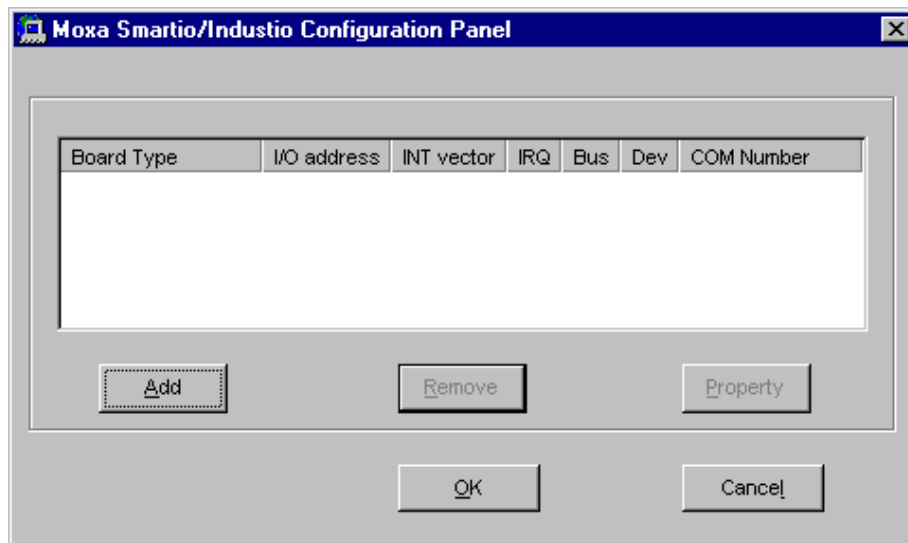 Moxa Smartio/Industio Configuration Panel
Board Type I/O address INT vector IRQ Bus Dev COM Number
Add Remove Property
OK Cancel